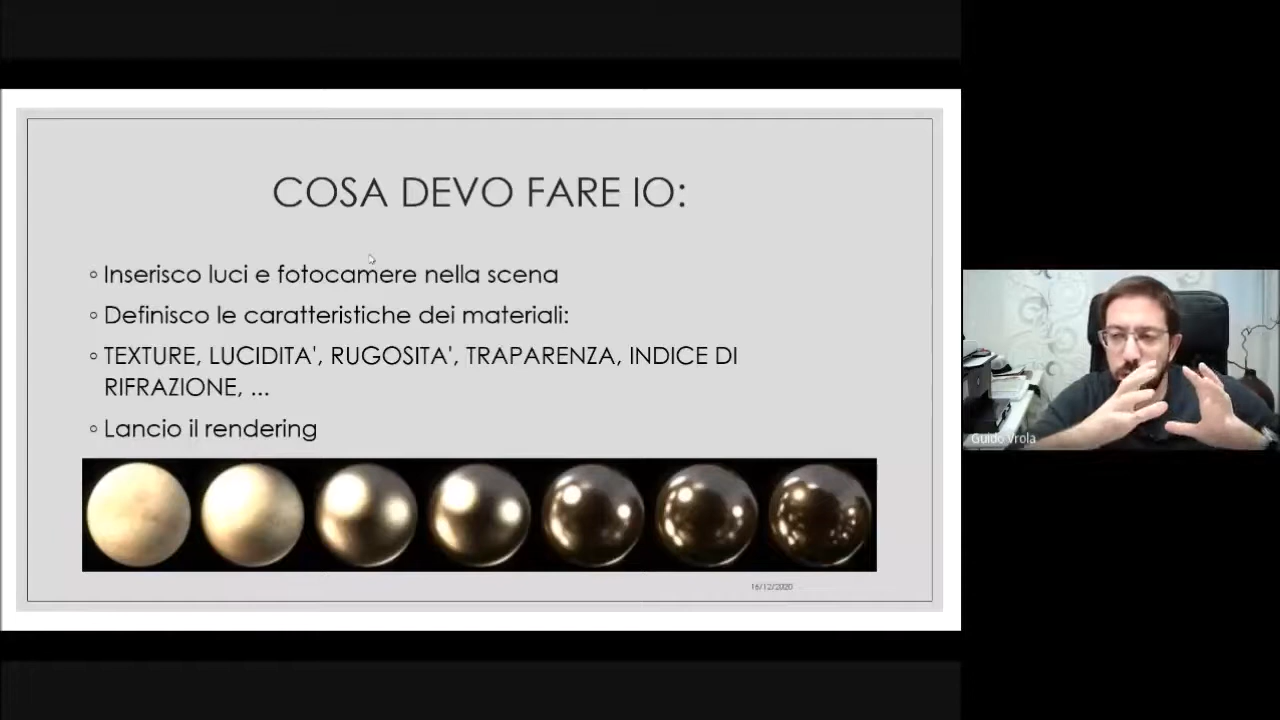 COSA DEVO FARE IO:
◦ Inserisco luci e fotocamere nella scena
◦ Definisco le caratteristiche dei materiali:
◦ TEXTURE, LUCIDITA', RUGOSITA', TRAPARENZA, INDICE DI
RIFRAZIONE, ...
◦ Lancio il rendering
16/12/2020
Guido Vrola